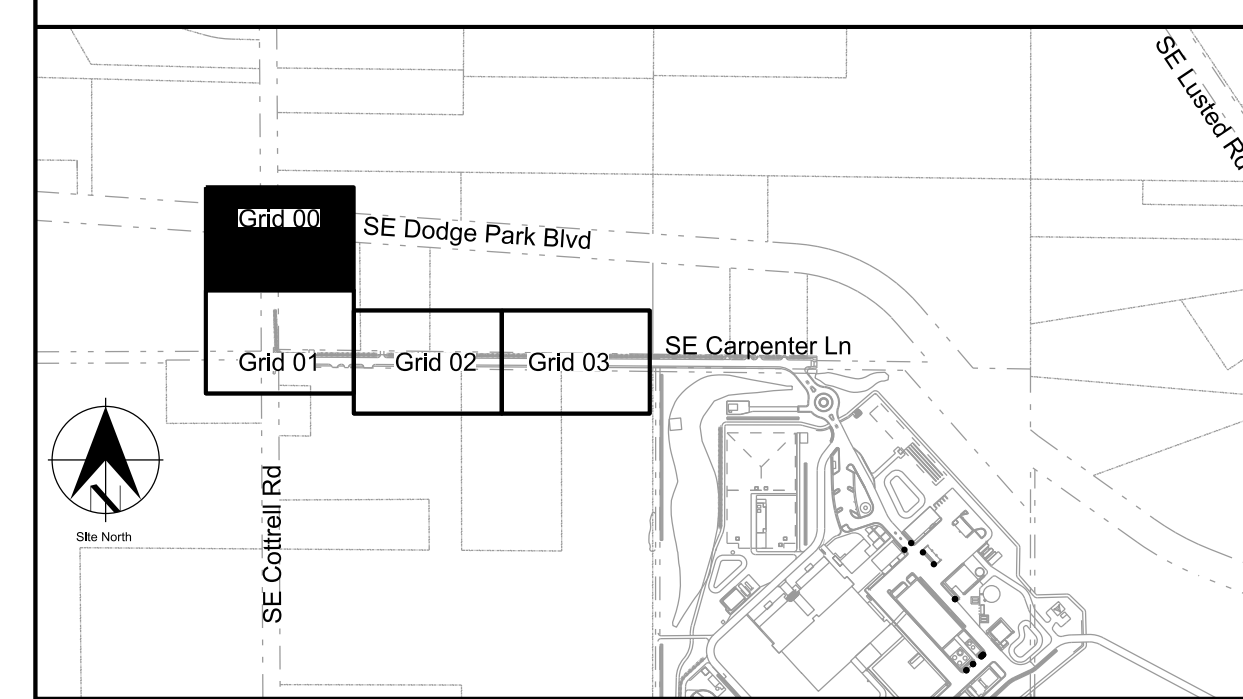 SE Lusted Rd
Grid 00
SE Dodge Park Blvd
SE Carpenter Ln
Grid 01
Grid 02
Grid 03
N
Site North
SE Cottrell Rd